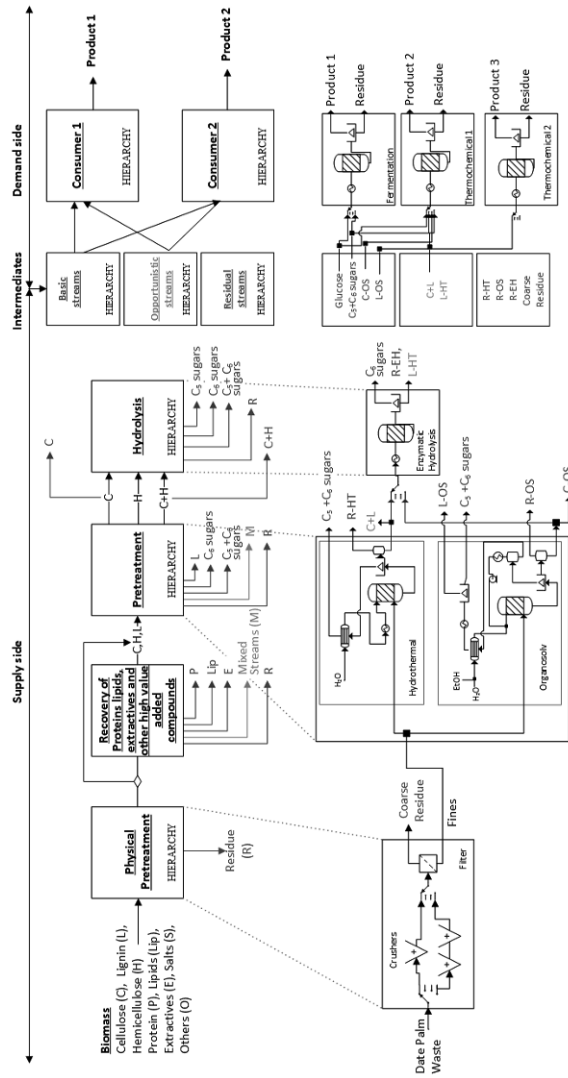 Supply side
Intermediates
Demand side
Biomass
Cellulose (C), Lignin (L),
Hemicellulose (H)
Protein (P), Lipids (Lip),
Extractives (E), Salts (S),
Others (O)
Physical
Pretreatment
HIERARCHY
Residue
(R)
Recovery of
Proteins lipids,
extractives and
other high value
added
compounds
P
Lip
E
Mixed
Streams (M)
R
C,H,L
Pretreatment
HIERARCHY
L
C₆ sugars
C₅ +C₆
sugars
M
R
C
H
C+H
C
Hydrolysis
HIERARCHY
C₅ sugars
C₆ sugars
C₅+ C₆
sugars
R
C+H
Basic
streams
HIERARCHY
Opportunistic
streams
HIERARCHY
Residual
streams
HIERARCHY
Consumer 1
HIERARCHY
Product 1
Consumer 2
HIERARCHY
Product 2
Date Palm
Waste
Crushers
Filter
Coarse
Residue
Fines
H₂O
Hydrothermal
C₅ +C₆ sugars
R-HT
C+L
EtOH
H₂O
Organosolv
L-OS
C₅ +C₆ sugars
R-OS
C-OS
Enzymatic
Hydrolysis
C₆
sugars
R-EH,
L-HT
Glucose
C₅+C₆ sugars
C-OS
L-OS
C+L
L-HT
R-HT
R-OS
R-EH
Coarse
Residue
Fermentation
Product 1
Residue
Thermochemical 1
Product 2
Residue
Thermochemical 2
Product 3
Residue